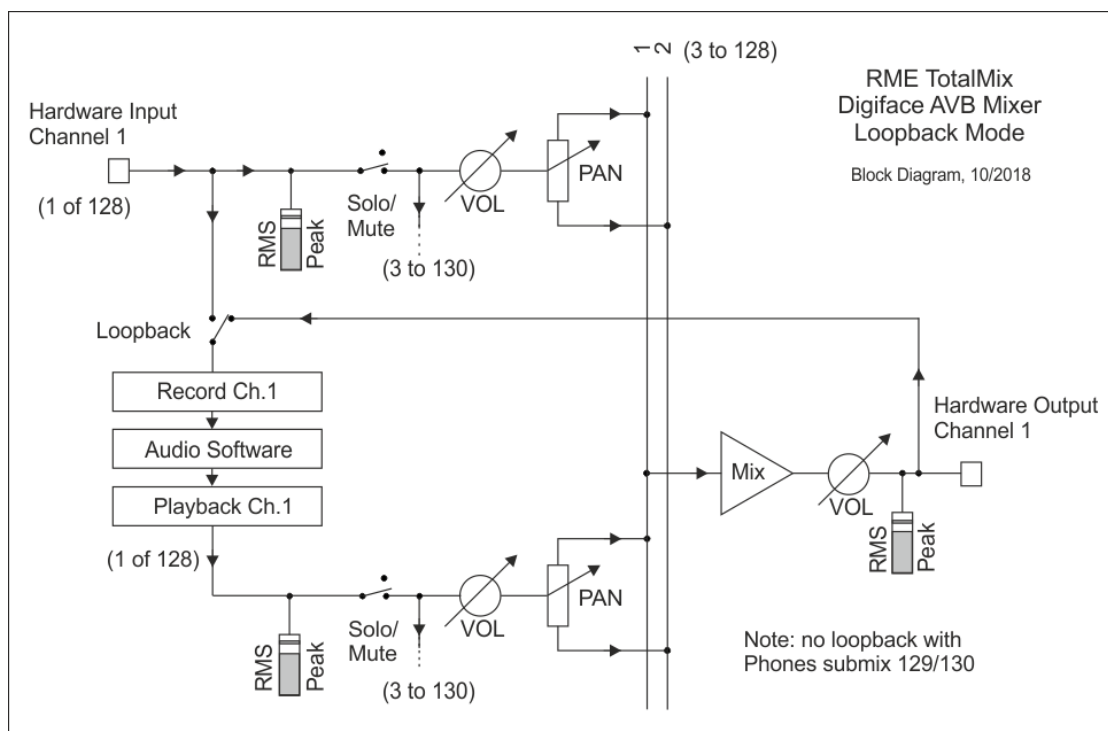 1
2
(3 to 128)
RME TotalMix
Digiface AVB Mixer
Loopback Mode
Block Diagram, 10/2018
Hardware Input
Channel 1
(1 of 128)
RMS
Peak
Solo/
Mute
(3 to 130)
VOL
PAN
Loopback
Record Ch.1
Audio Software
Playback Ch.1
(1 of 128)
RMS
Peak
Solo/
Mute
(3 to 130)
VOL
PAN
Mix
VOL
Hardware Output
Channel 1
RMS
Peak
Note: no loopback with
Phones submix 129/130